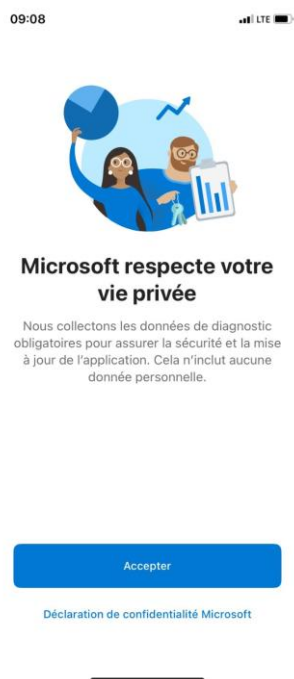 09:08
LTE
Microsoft respecte votre
vie privée
Nous collectons les données de diagnostic
obligatoires pour assurer la sécurité et la mise
à jour de l'application. Cela n'inclut aucune
donnée personnelle.
Accepter
Déclaration de confidentialité Microsoft